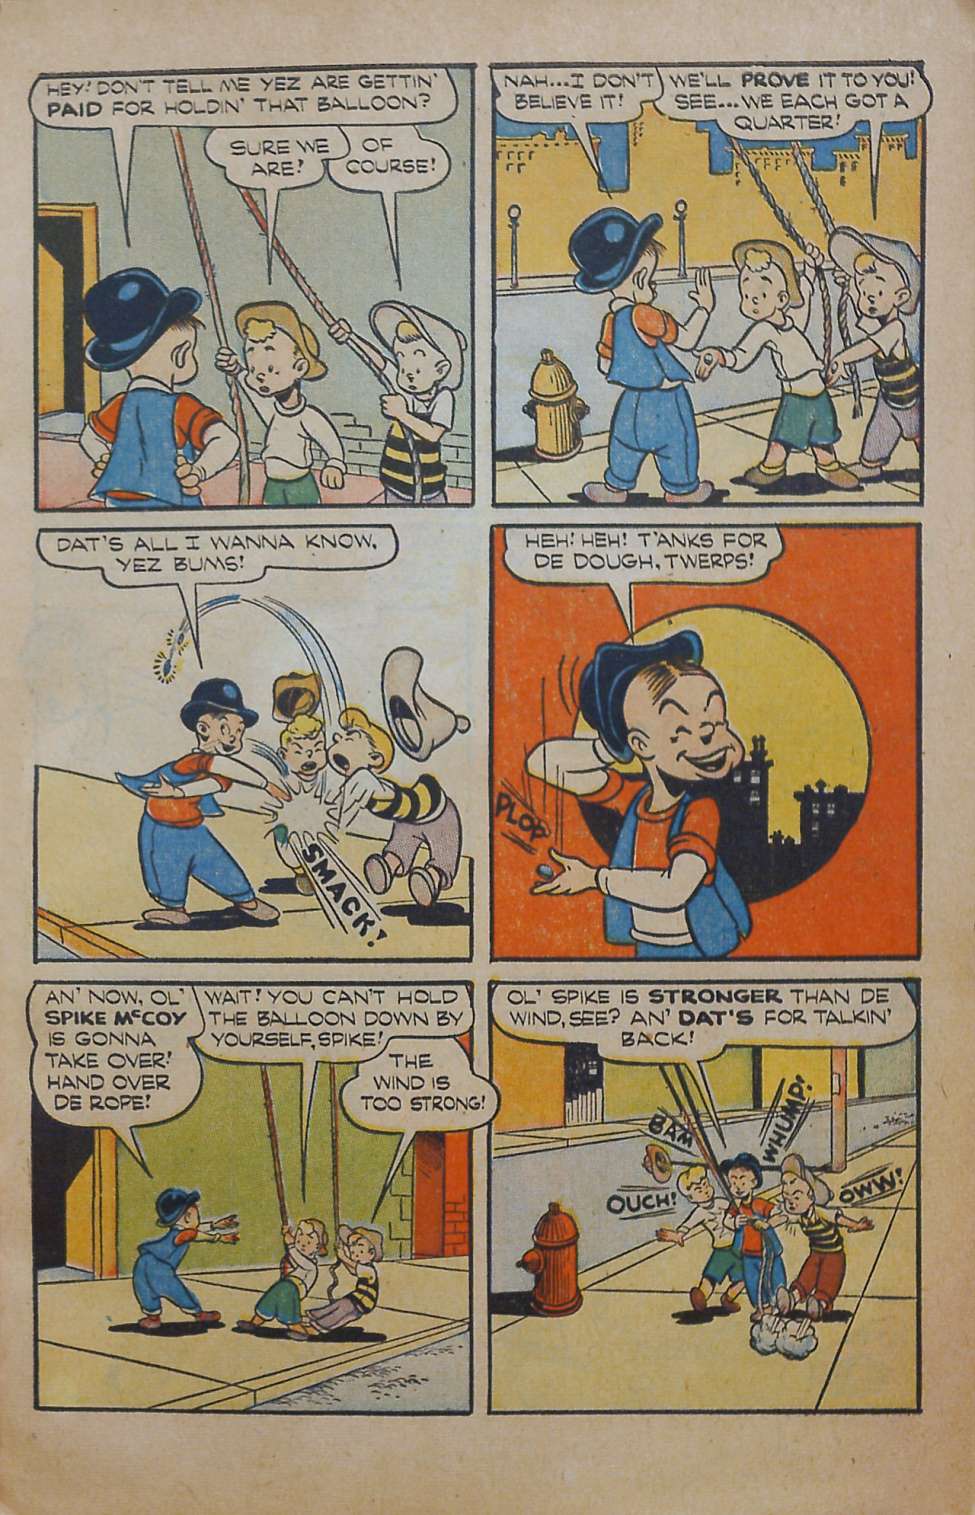 HEY! DON'T TELL ME YEZ ARE GETTIN'
PAID FOR HOLDIN' THAT BALLOON?
SURE WE
ARE!
OF
COURSE!
NAH...I DON'T
BELIEVE IT!
WE'LL PROVE IT TO YOU!
SEE...WE EACH GOT A
QUARTER!
DAT'S ALL I WANNA KNOW,
YEZ BUMS!
SMACK!
HEH! HEH! T'ANKS FOR
DE DOUGH, TWERPS!
PLOP
AN' NOW, OL'
SPIKE McCOY
IS GONNA
TAKE OVER!
HAND OVER
DE ROPE!
WAIT! YOU CAN'T HOLD
THE BALLOON DOWN BY
YOURSELF, SPIKE!
THE
WIND IS
TOO STRONG!
OL' SPIKE IS STRONGER THAN DE
WIND, SEE? AN' DAT'S FOR TALKIN'
BACK!
BAM
WHUMP!
OUCH!
OWW!